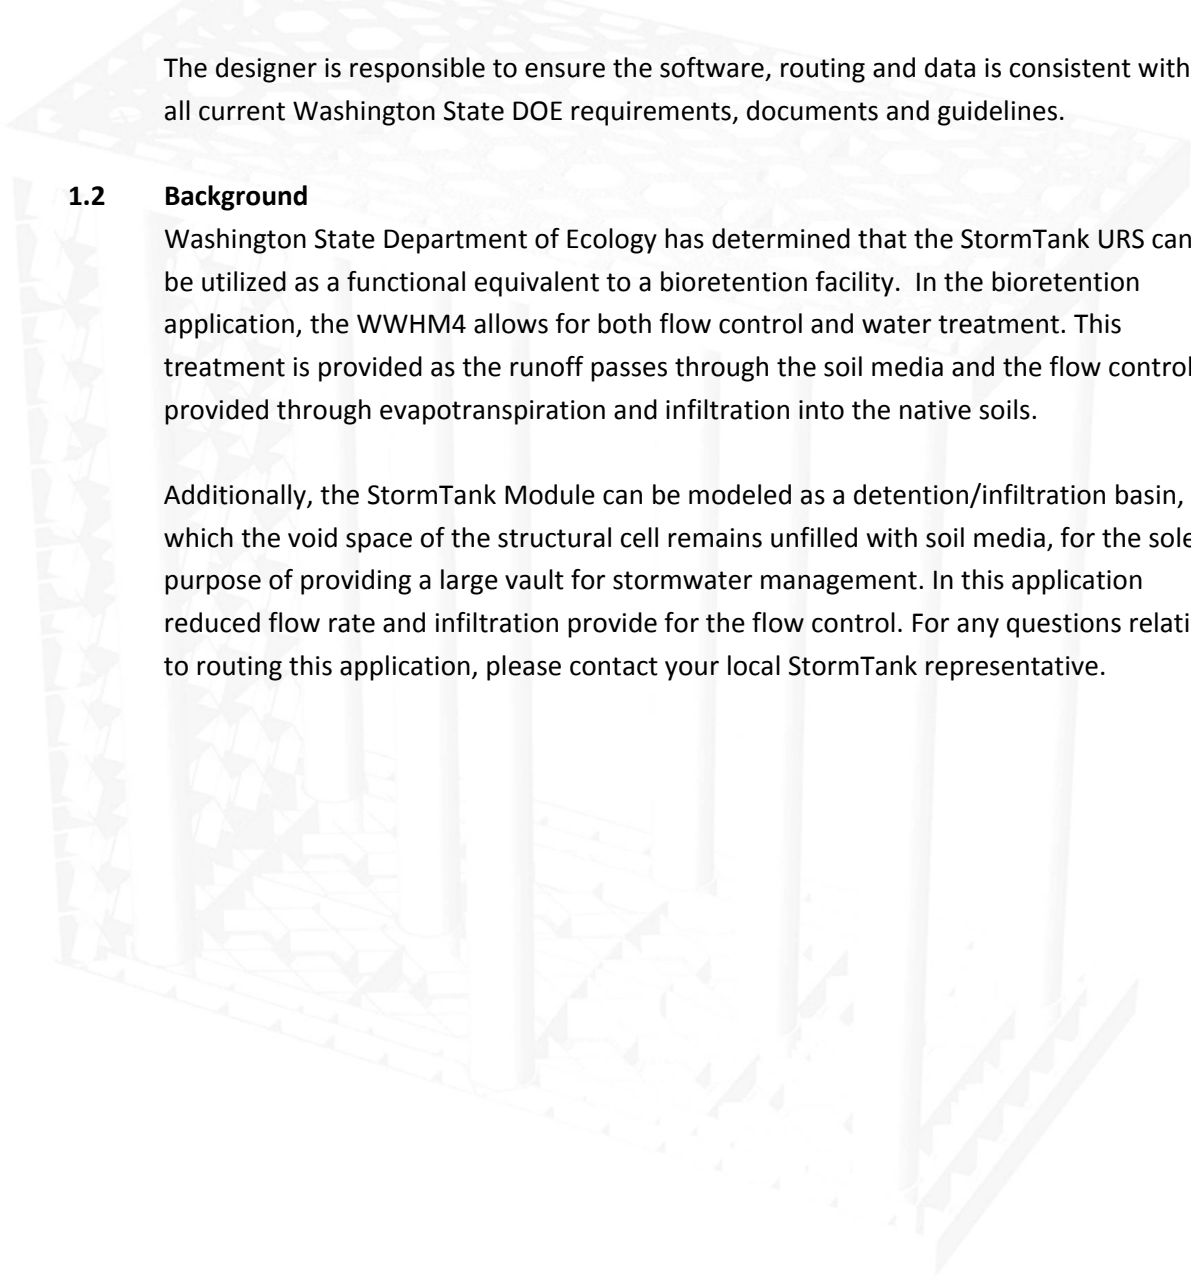 The designer is responsible to ensure the software, routing and data is consistent with
all current Washington State DOE requirements, documents and guidelines.
1.2 Background
Washington State Department of Ecology has determined that the StormTank URS can
be utilized as a functional equivalent to a bioretention facility. In the bioretention
application, the WWHM4 allows for both flow control and water treatment. This
treatment is provided as the runoff passes through the soil media and the flow control
provided through evapotranspiration and infiltration into the native soils.
Additionally, the StormTank Module can be modeled as a detention/infiltration basin,
which the void space of the structural cell remains unfilled with soil media, for the sole
purpose of providing a large vault for stormwater management. In this application
reduced flow rate and infiltration provide for the flow control. For any questions relati
to routing this application, please contact your local StormTank representative.